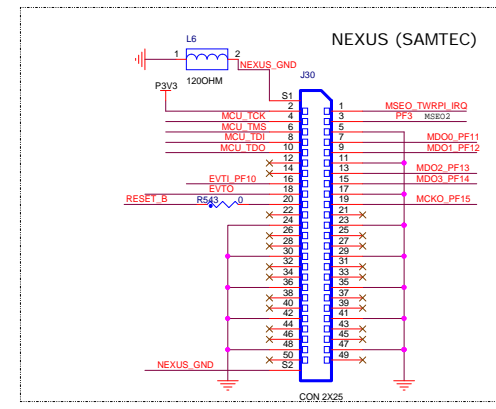 NEXUS (SAMTEC)
L6
1 2
NEXUS_GND
120OHM
J30
P3V3
S1
2 1 MSEO_TWRPI_IRQ
MCU_TCK 4 3 PF3 MSEO2
MCU_TMS 6 5
MCU_TDI 8 7 MDO0_PF11
MCU_TDO 10 9 MDO1_PF12
12 11
14 13 MDO2_PF13
EVTI_PF10 16 15 MDO3_PF14
EVTO 18 17
RESET_B R543 0 20 19 MCKO_PF15
22 21
24 23
26 25
28 27
30 29
32 31
34 33
36 35
38 37
40 39
42 41
44 43
46 45
48 47
50 49
NEXUS_GND S2
CON 2X25